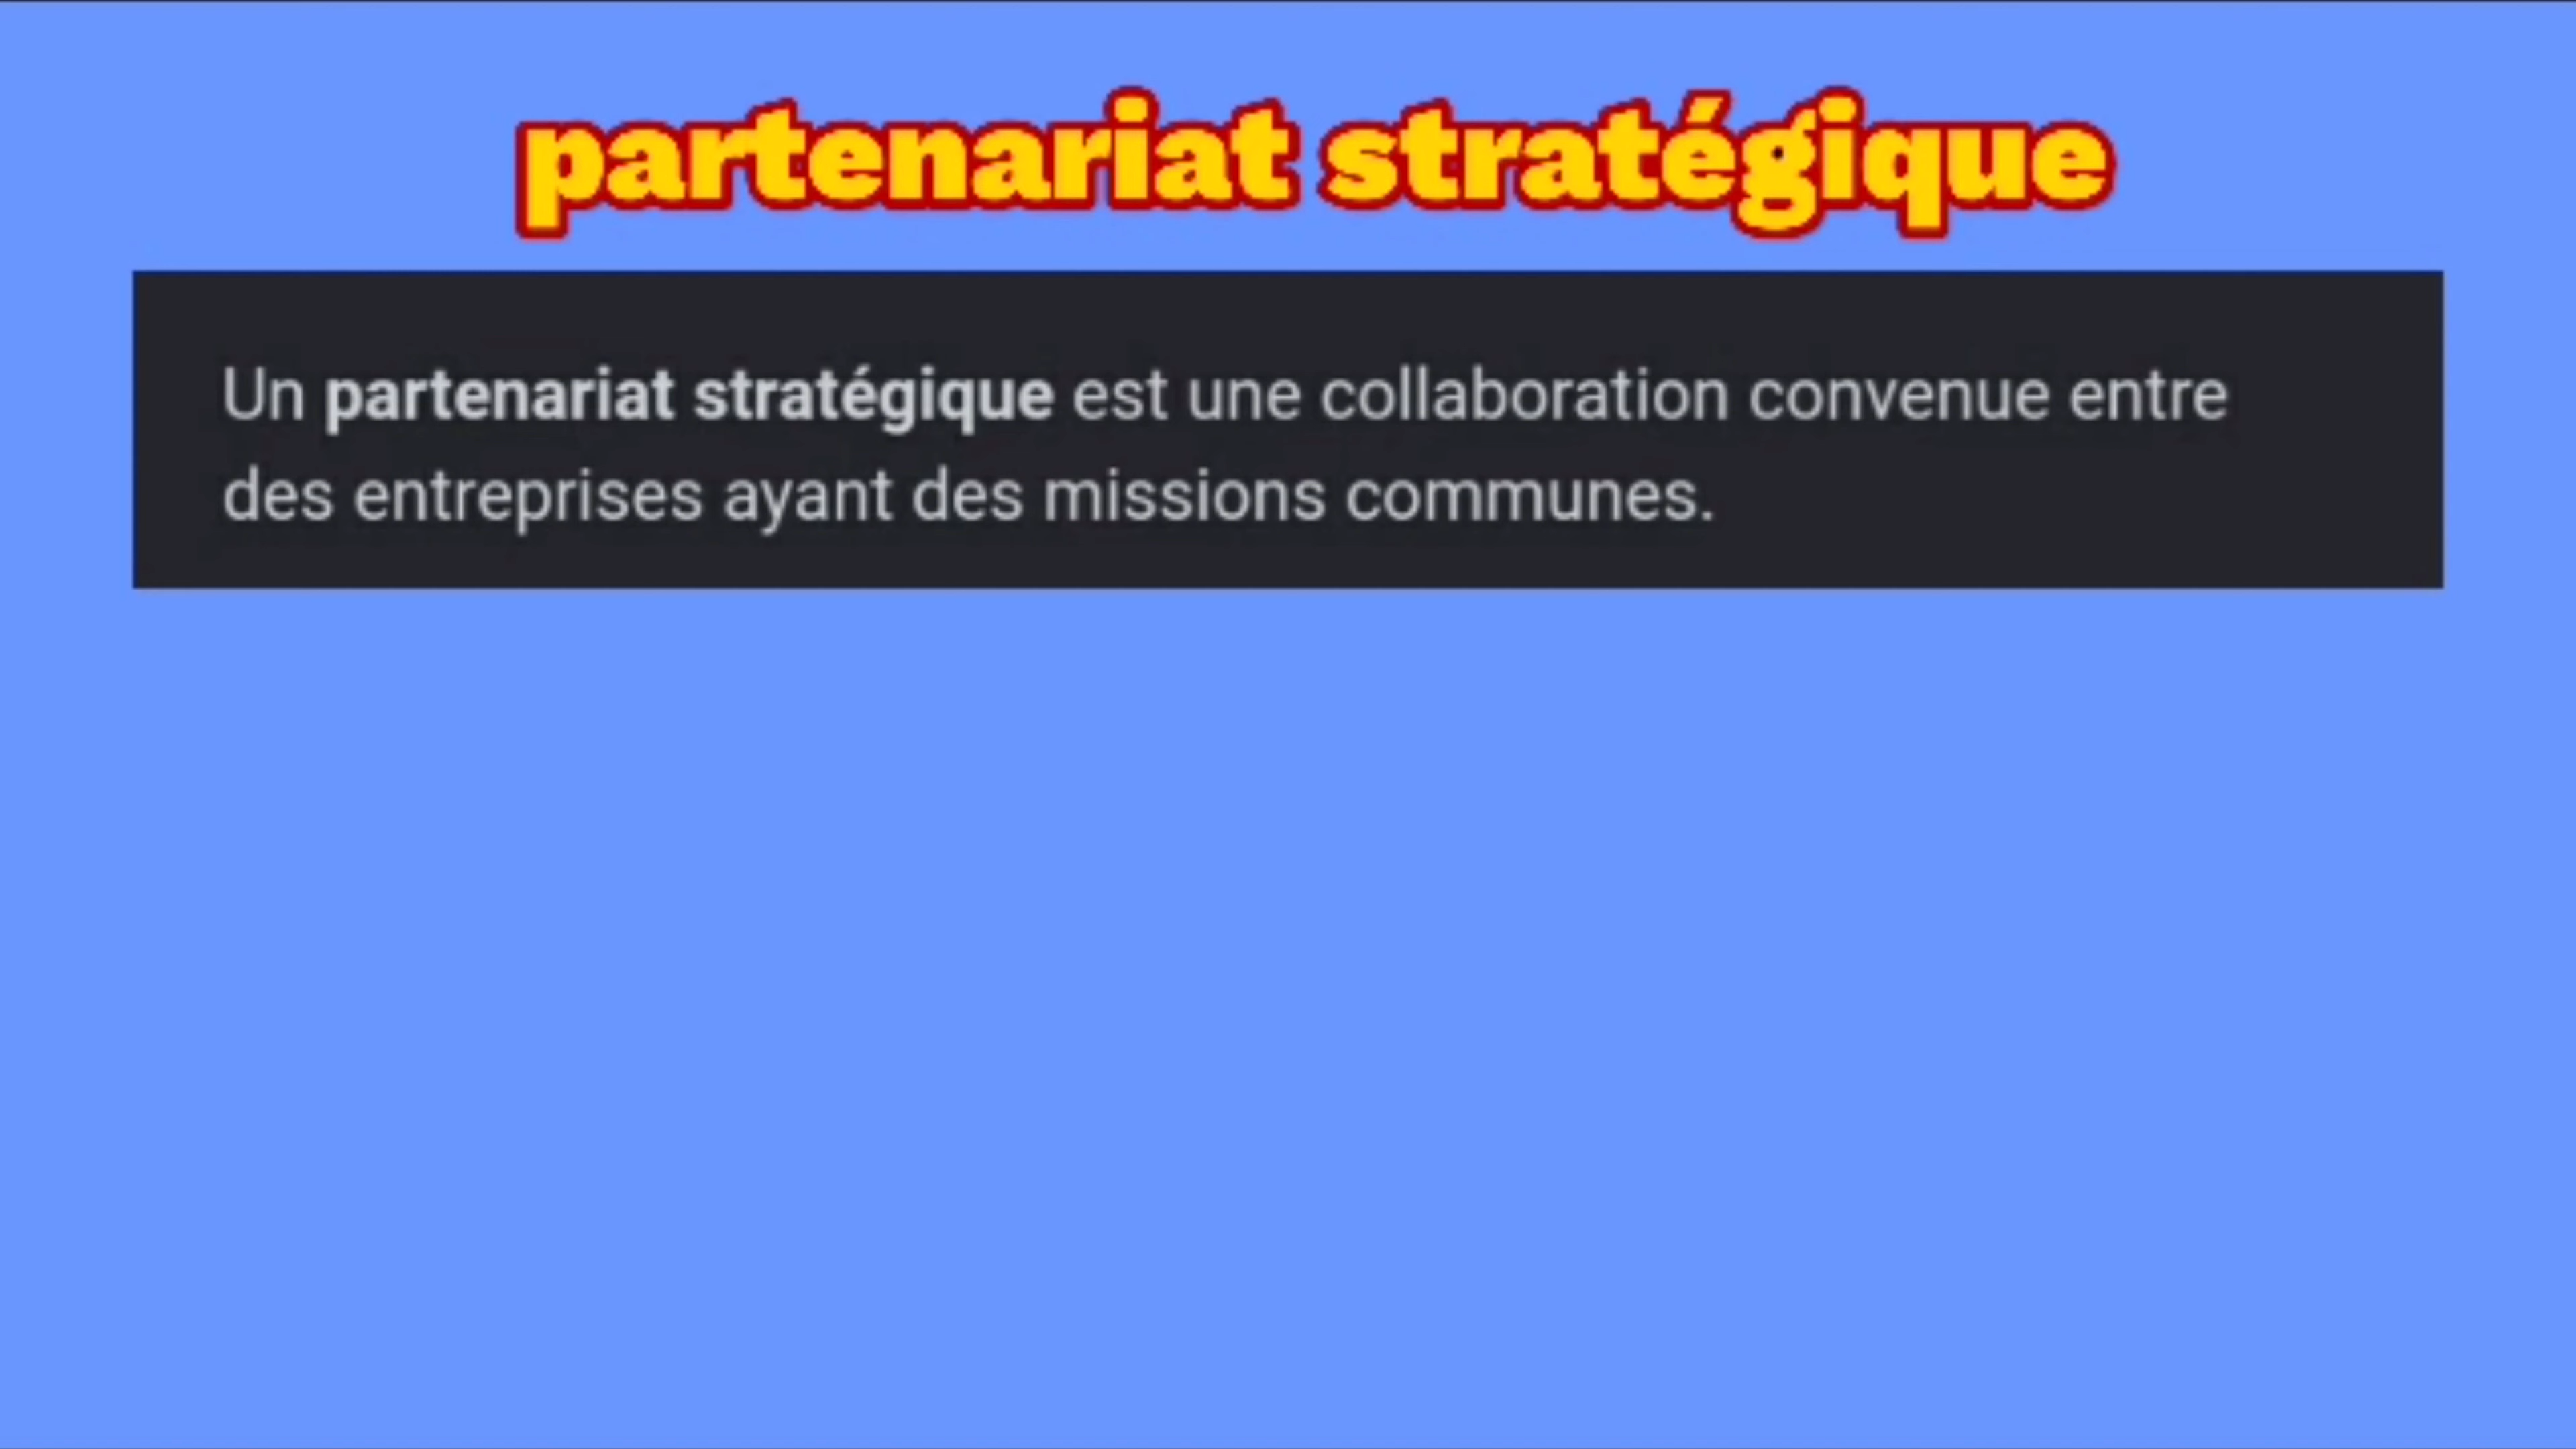 partenariat stratégique
Un partenariat stratégique est une collaboration convenue entre
des entreprises ayant des missions communes.